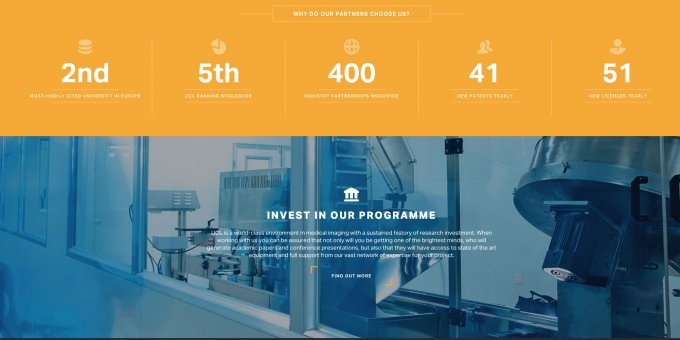 WHY DO OUR PARTNERS CHOOSE US?
2nd
MOST-HIGHLY CITED UNIVERSITY IN EUROPE
5th
UCL RANKING WORLDWIDE
400
INDUSTRY PARTNERSHIPS WORDWIDE
41
NEW PATENTS YEARLY
51
NEW LICENCES YEARLY
INVEST IN OUR PROGRAMME
UCL is a world-class environment in medical imaging with a sustained history of research investment. When
working with us you can be assured that not only will you be getting one of the brightest minds, who will
generate academic papers and conference presentations, but also that they will have access to state of the art
equipment and full support from our vast network of expertise for your project.
FIND OUT MORE